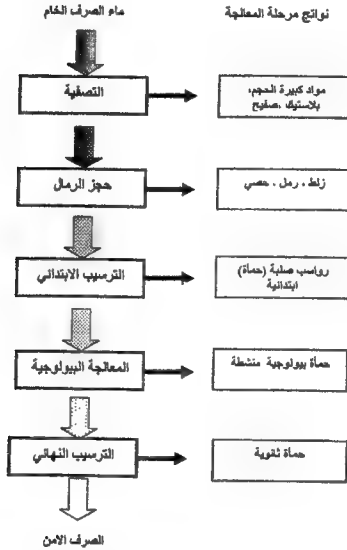 نواتج مرحلة المعالجة
ماء الصرف الخام
التصفية
مواد كبيرة الحجم،
بلاستيك ،صفيح
حجز الرمال
زلط ، رمل ، حصي
الترسيب الابتدائي
رواسب صلبة (حمأة)
ابتدائية
المعالجة البيولوجية
حمأة بيولوجية منشطة
الترسيب النهائي
حمأة ثانوية
الصرف الامن